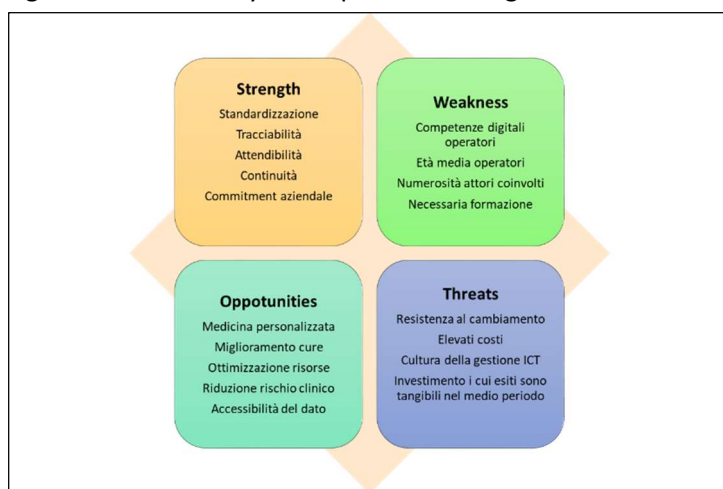 Strength
Standardizzazione
Tracciabilità
Attendibilità
Continuità
Commitment aziendale
Weakness
Competenze digitali
operatori
Età media operatori
Numerosità attori coinvolti
Necessaria formazione
Oppotunities
Medicina personalizzata
Miglioramento cure
Ottimizzazione risorse
Riduzione rischio clinico
Accessibilità del dato
Threats
Resistenza al cambiamento
Elevati costi
Cultura della gestione ICT
Investimento i cui esiti sono
tangibili nel medio periodo